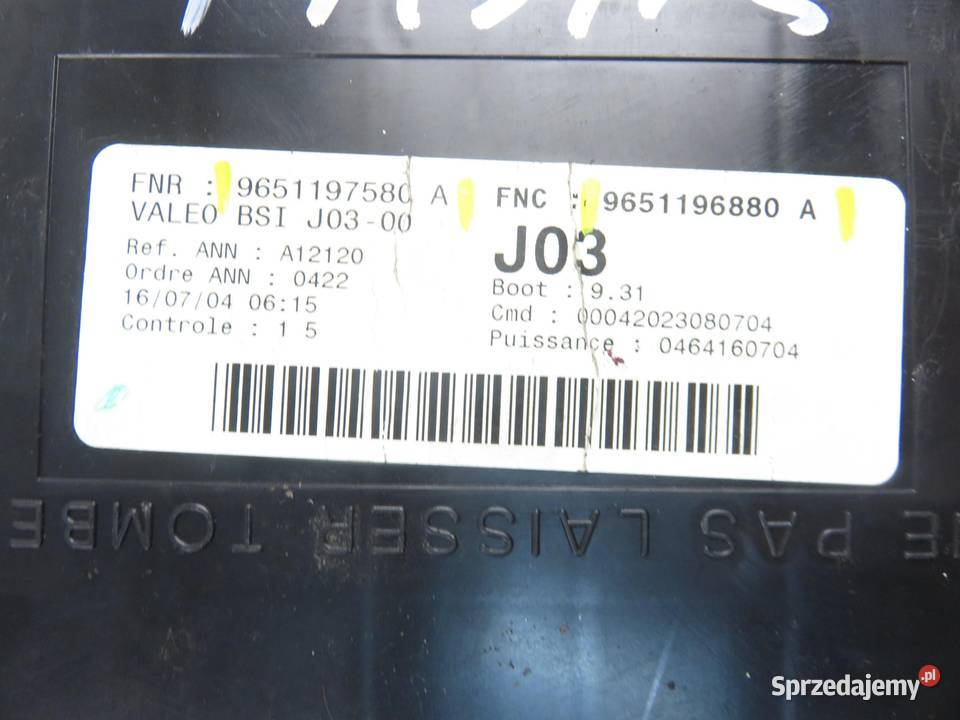 FNR : 9651197580 A
VALEO BSI J03-00
Ref. ANN : A12120
Ordre ANN : 0422
16/07/04 06:15
Controle : 1 5
FNC : 9651196880 A
J03
Boot : 9.31
Cmd : 00042023080704
Puissance : 0464160704
PAS LAISSER TOMBE
Sprzedajemy.pl